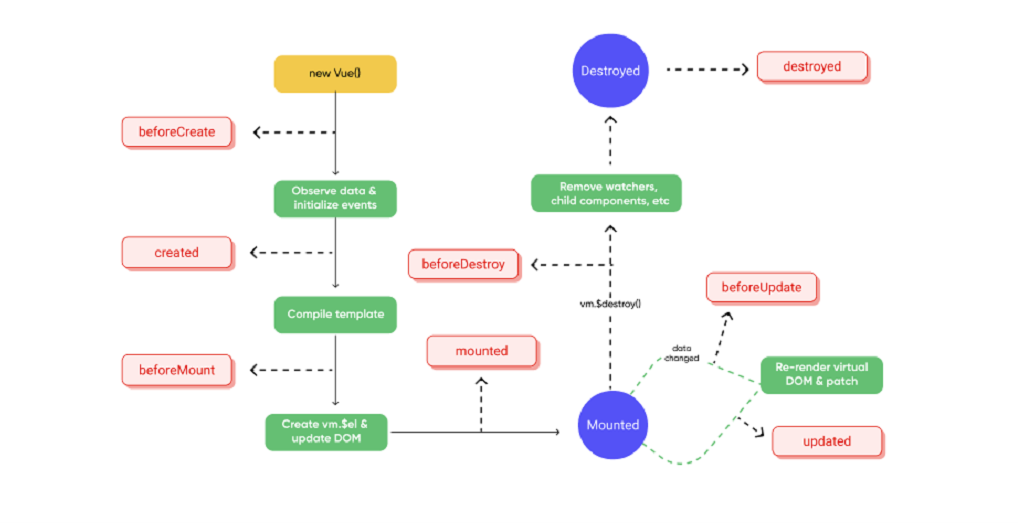 new Vue()
beforeCreate
Observe data &
initialize events
created
Compile template
beforeMount
Create vm.$el &
update DOM
mounted
Mounted
data
changed
beforeUpdate
Re-render virtual
DOM & patch
updated
vm.$destroy()
beforeDestroy
Remove watchers,
child components, etc
Destroyed
destroyed